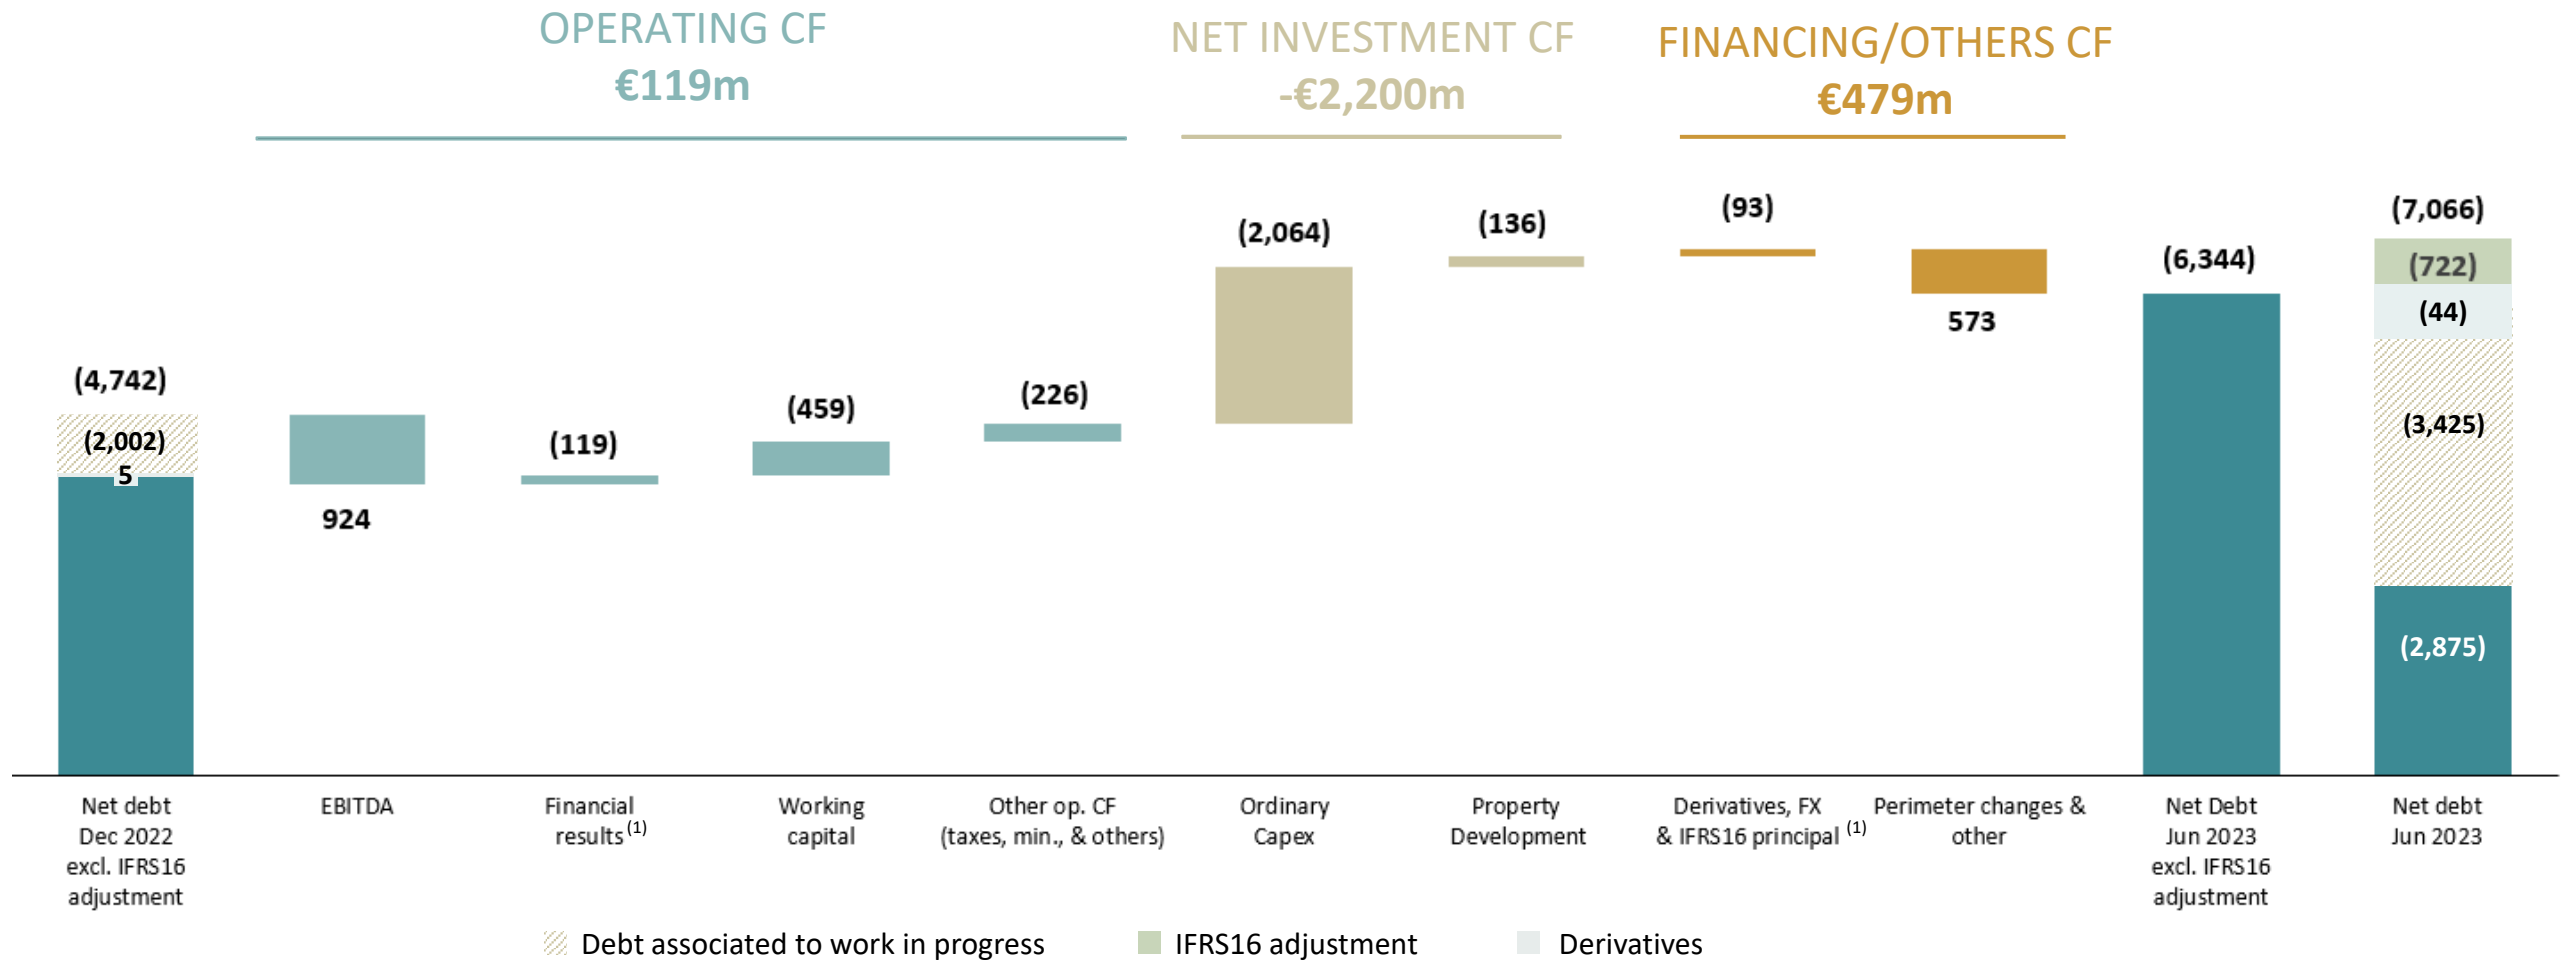 OPERATING CF
€119m
NET INVESTMENT CF
-€2,200m
FINANCING/OTHERS CF
€479m
(4,742)
(2,002)
5
924
(119)
(459)
(226)
(2,064)
(136)
(93)
573
(6,344)
(7,066)
(722)
(44)
(3,425)
(2,875)
Net debt
Dec 2022
excl. IFRS16
adjustment
EBITDA
Financial
results (1)
Working
capital
Other op. CF
(taxes, min., & others)
Ordinary
Capex
Property
Development
Derivatives, FX
& IFRS16 principal (1)
Perimeter changes &
other
Net Debt
Jun 2023
excl. IFRS16
adjustment
Net debt
Jun 2023
Debt associated to work in progress
IFRS16 adjustment
Derivatives